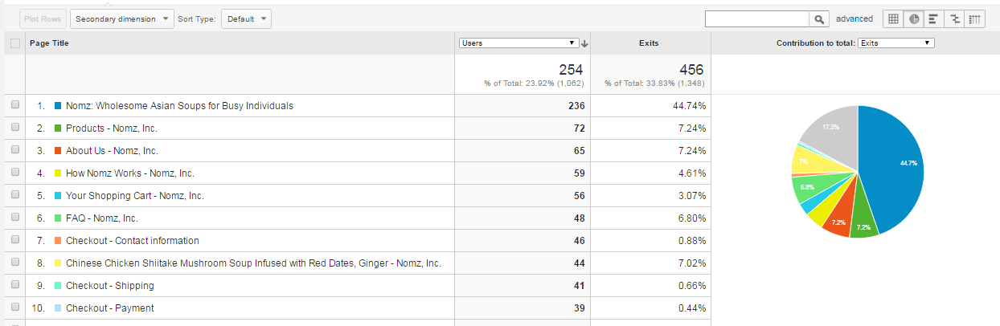 Plot Rows Secondary dimension Sort Type: Default advanced
Page Title Users Exits Contribution to total: Exits
254 456
% of Total: 23.92% (1,062) % of Total: 33.83% (1,348)
1. Nomz: Wholesome Asian Soups for Busy Individuals 236 44.74%
2. Products - Nomz, Inc. 72 7.24%
3. About Us - Nomz, Inc. 65 7.24%
4. How Nomz Works - Nomz, Inc. 59 4.61%
5. Your Shopping Cart - Nomz, Inc. 56 3.07%
6. FAQ - Nomz, Inc. 48 6.80%
7. Checkout - Contact information 46 0.88%
8. Chinese Chicken Shiitake Mushroom Soup Infused with Red Dates, Ginger - Nomz, Inc. 44 7.02%
9. Checkout - Shipping 41 0.66%
10. Checkout - Payment 39 0.44%
17.3%
7%
44.7%
6.8%
7.2%
7.2%